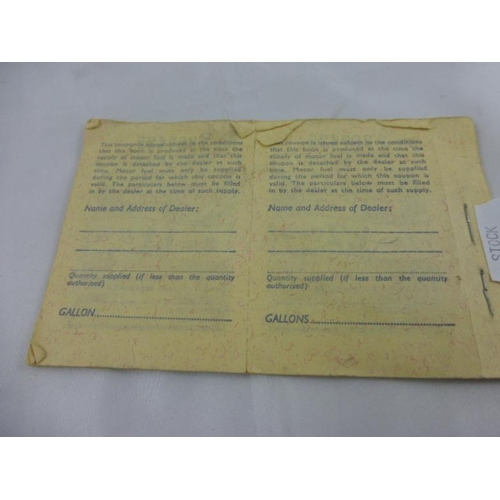 This coupon is issued subject to the conditions
that this book is produced at the time the
supply of motor fuel is made and that this
coupon is detached by the dealer at such
time. Motor fuel must only be supplied
during the period for which this coupon is
valid. The particulars below must be filled
in by the dealer at the time of such supply.
Name and Address of Dealer:
Quantity supplied (if less than the quantity
authorised)
GALLON
This coupon is issued subject to the conditions
that this book is produced at the time the
supply of motor fuel is made and that this
coupon is detached by the dealer at such
time. Motor fuel must only be supplied
during the period for which this coupon is
valid. The particulars below must be filled
in by the dealer at the time of such supply.
Name and Address of Dealer:
Quantity supplied (if less than the quantity
authorised)
GALLONS
STOCK